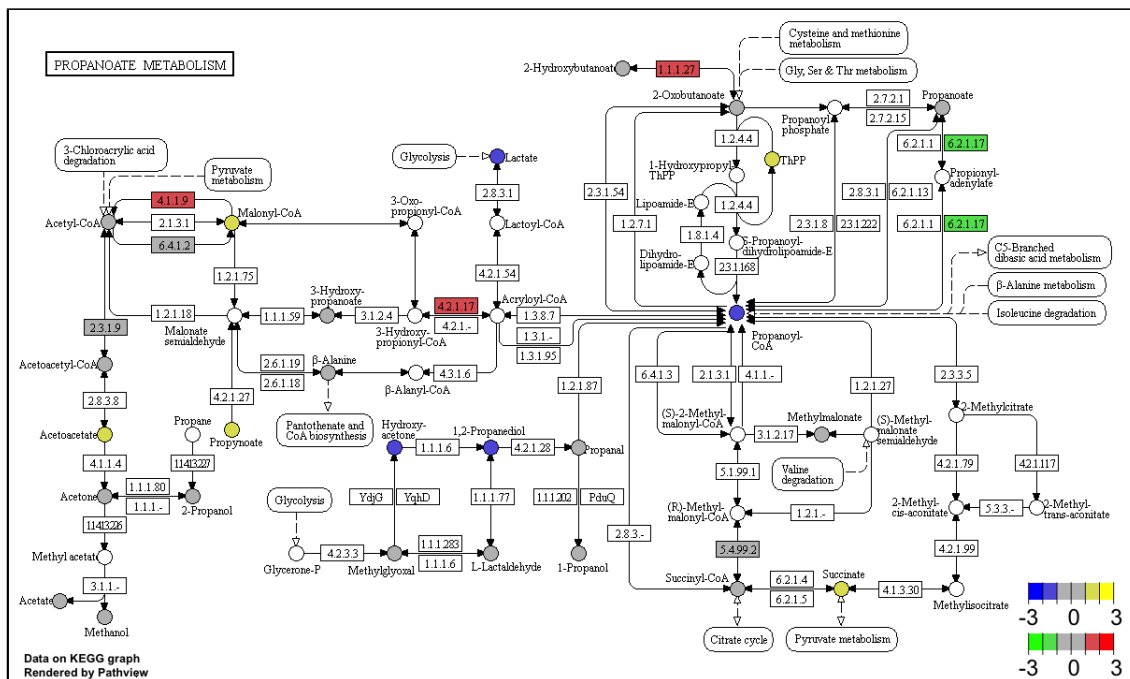 PROPANOATE METABOLISM
Cysteine and methionine
metabolism
2-Hydroxybutanoate
1.1.1.27
Gly, Ser & Thr metabolism
2-Oxobutanoate
Propanoyl
phosphate
2.7.2.1
2.7.2.15
Propanoate
1.2.4.4
ThPP
6.2.1.1
6.2.1.17
3-Chloroacrylic acid
degradation
Pyruvate
metabolism
Glycolysis
Lactate
1-Hydroxypropyl
ThPP
Propionyl-
adenylate
2.3.1.54
1.2.7.1
2.8.3.1
6.2.1.13
4.1.1.9
Malonyl-CoA
3-Oxo-
propionyl-CoA
2.8.3.1
Lipoamide-E
1.2.4.4
Acetyl-CoA
2.1.3.1
Lactoyl-CoA
2.3.1.8
2.3.1.222
6.2.1.1
6.2.1.17
6.4.1.2
1.8.1.4
S-Propanoyl-
dihydrolipoamide-E
Dihydro-
lipoamide-E
2.3.1.168
C5-Branched
dibasic acid metabolism
1.2.1.75
4.2.1.54
β-Alanine metabolism
3-Hydroxy-
propanoate
4.2.1.17
Acryloyl-CoA
Isoleucine degradation
1.2.1.18
Malonate
semialdehyde
1.1.1.59
3.1.2.4
3-Hydroxy-
propionyl-CoA
4.2.1.-
1.3.8.7
1.3.1.-
1.3.1.95
Propanoyl-
CoA
2.3.1.9
Acetoacetyl-CoA
2.6.1.19
2.6.1.18
β-Alanine
β-Alanyl-CoA
4.3.1.6
1.2.1.87
6.4.1.3
2.1.3.1
4.1.1.-
1.2.1.27
2.3.3.5
2.8.3.8
4.2.1.27
Pantothenate and
CoA biosynthesis
Propane
Acetoacetate
Propynoate
Hydroxy-
acetone
1,2-Propanediol
(S)-2-Methyl-
malonyl-CoA
Methylmalonate
(S)-Methyl-
malonate
semialdehyde
2-Methylcitrate
1.1.1.6
4.2.1.28
Propanal
3.1.2.17
4.1.1.4
1.14.13.227
5.1.99.1
Valine
degradation
4.2.1.79
4.2.1.117
Acetone
1.1.1.80
1.1.1.-
2-Propanol
Glycolysis
YdjG
YqhD
1.1.1.77
1.1.1.202
PduQ
(R)-Methyl-
malonyl-CoA
1.2.1.-
2-Methyl-
cis-aconitate
5.3.3.-
2-Methyl-
trans-aconitate
1.14.13.226
2.8.3.-
Methyl acetate
Glycerone-P
4.2.3.3
Methylglyoxal
1.1.1.283
1.1.1.6
L-Lactaldehyde
1-Propanol
5.4.99.2
4.2.1.99
3.1.1.-
Succinyl-CoA
6.2.1.4
6.2.1.5
Succinate
4.1.3.30
Methylisocitrate
Acetate
Methanol
Citrate cycle
Pyruvate metabolism
-3 0 3
-3 0 3
Data on KEGG graph
Rendered by Pathview